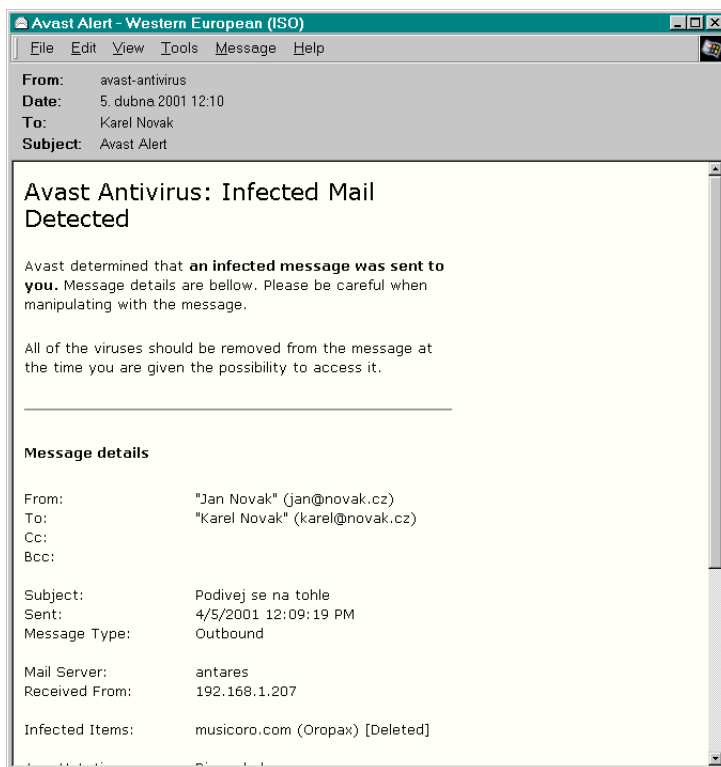 Avast Alert - Western European (ISO)
File Edit View Tools Message Help
From: avast-antivirus
Date: 5. dubna 2001 12:10
To: Karel Novak
Subject: Avast Alert
Avast Antivirus: Infected Mail
Detected
Avast determined that an infected message was sent to
you. Message details are bellow. Please be careful when
manipulating with the message.
All of the viruses should be removed from the message at
the time you are given the possibility to access it.
Message details
From: "Jan Novak" (jan@novak.cz)
To: "Karel Novak" (karel@novak.cz)
Cc:
Bcc:
Subject: Podivej se na tohle
Sent: 4/5/2001 12:09:19 PM
Message Type: Outbound
Mail Server: antares
Received From: 192.168.1.207
Infected Items: musicoro.com (Oropax) [Deleted]